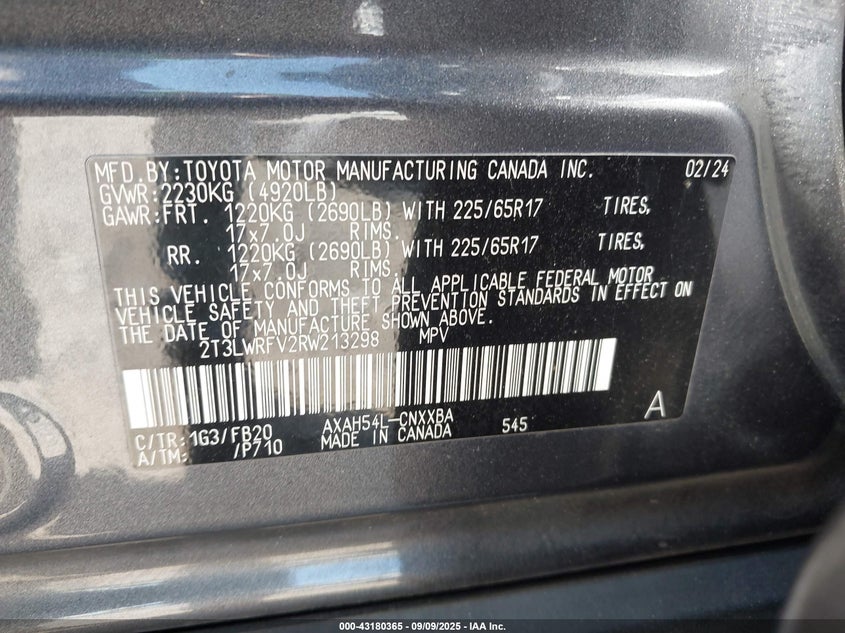 MFD.BY:TOYOTA MOTOR MANUFACTURING CANADA INC. 02/24
GVWR:2230KG (4920LB)
GAWR:FRT. 1220KG (2690LB) WITH 225/65R17 TIRES,
17x7.0J RIMS.
RR. 1220KG (2690LB) WITH 225/65R17 TIRES,
17x7.0J RIMS.
THIS VEHICLE CONFORMS TO ALL APPLICABLE FEDERAL MOTOR
VEHICLE SAFETY AND THEFT PREVENTION STANDARDS IN EFFECT ON
THE DATE OF MANUFACTURE SHOWN ABOVE.
2T3LWRFV2RW213298 MPV
C/TR:1G3/FB20 AXAH54L-CNXXBA 545 A
A/TM: /P710 MADE IN CANADA
000-43180365 - 09/09/2025 - IAA Inc.